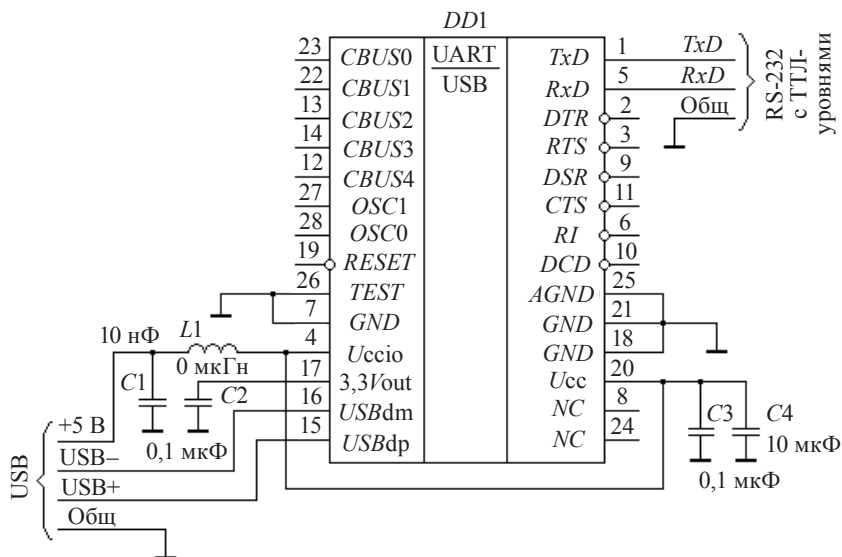 DD1
UART
USB
23 CBUS0
22 CBUS1
13 CBUS2
14 CBUS3
12 CBUS4
27 OSC1
28 OSC0
19 RESET
26 TEST
7 GND
4 Uccio
17 3,3Vout
16 USBdm
15 USBdp
TxD 1 TxD
RxD 5 RxD
DTR 2 Общ
RTS 3
DSR 9
CTS 11
RI 6
DCD 10
AGND 25
GND 21
GND 18
Ucc 20
NC 8
NC 24
RS-232
с ТТЛ-
уровнями
10 нФ
L1
0 мкГн
C1
C2
0,1 мкФ
C3
C4
10 мкФ
0,1 мкФ
USB
+5 В
USB–
USB+
Общ